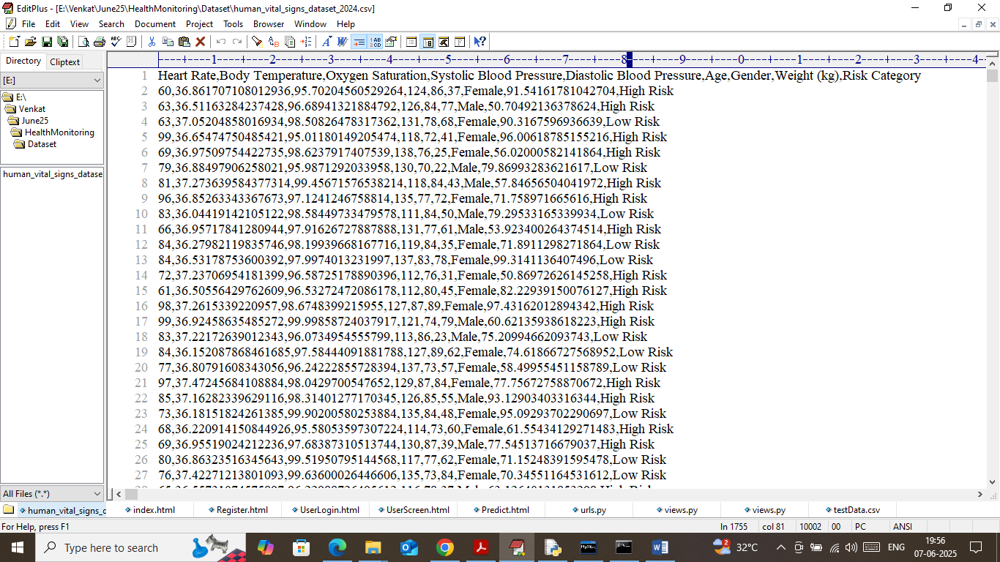 EditPlus - [E:\Venkat\June25\HealthMonitoring\Dataset\human_vital_signs_dataset_2024.csv]
File Edit View Search Document Project Tools Browser Window Help
Directory Cliptext
[E:]
E:\
Venkat
June25
HealthMonitoring
Dataset
human_vital_signs_datase
----+----1----+----2----+----3----+----4----+----5----+----6----+----7----+----8----+----9----+----0----+----1----+----2----+----3----+----4--
1 Heart Rate,Body Temperature,Oxygen Saturation,Systolic Blood Pressure,Diastolic Blood Pressure,Age,Gender,Weight (kg),Risk Category
2 60,36.861707108012936,95.70204560529264,124,86,37,Female,91.54161781042704,High Risk
3 63,36.51163284237428,96.68941321884792,126,84,77,Male,50.70492136378624,High Risk
4 63,37.05204858016934,98.50826478317362,131,78,68,Female,90.3167596936639,Low Risk
5 99,36.65474750485421,95.01180149205474,118,72,41,Female,96.00618785155216,High Risk
6 69,36.97509754422735,98.6237917407539,138,76,25,Female,56.02000582141864,High Risk
7 79,36.88497906258021,95.9871292033958,130,70,22,Male,79.86993283621617,Low Risk
8 81,37.273639584377314,99.45671576538214,118,84,43,Male,57.84656504041972,High Risk
9 96,36.85263343367673,97.1241246758814,135,77,72,Female,71.758971665616,High Risk
10 83,36.04419142105122,98.58449733479578,111,84,50,Male,79.29533165339934,Low Risk
11 66,36.95717841280944,97.91626727887888,131,77,61,Male,53.923400264374514,High Risk
12 84,36.27982119835746,98.19939668167716,119,84,35,Female,71.8911298271864,Low Risk
13 84,36.53178753600392,97.9974013231997,137,83,78,Female,99.3141136407496,Low Risk
14 72,37.23706954181399,96.58725178890396,112,76,31,Female,50.86972626145258,High Risk
15 61,36.50556429762609,96.53272472086178,112,80,45,Female,82.22939150076127,High Risk
16 98,37.2615339220957,98.6748399215955,127,87,89,Female,97.43162012894342,High Risk
17 99,36.92458635485272,99.99858724037917,121,74,79,Male,60.62135938618223,High Risk
18 83,37.22172639012343,96.0734954555799,113,86,23,Male,75.20994662093743,Low Risk
19 84,36.152087868461685,97.58444091881788,127,89,62,Female,74.61866727568952,Low Risk
20 77,36.80791608343056,96.24222855728394,137,73,57,Female,58.49955451158789,Low Risk
21 97,37.47245684108884,98.0429700547652,129,87,84,Female,77.75672758870672,High Risk
22 85,37.16282339629116,98.31401277170345,126,85,55,Male,93.12903403316344,High Risk
23 73,36.18151824261385,99.90200580253884,135,84,48,Female,95.09293702290697,Low Risk
24 68,36.220914150844926,95.58053597307224,114,73,60,Female,61.55434129271483,High Risk
25 69,36.95519024212236,97.68387310513744,130,87,39,Male,77.54513716679037,High Risk
26 80,36.86323516345643,99.51950795144568,117,77,62,Female,71.15248391595478,Low Risk
27 76,37.42271213801093,99.63600026446606,135,73,84,Female,70.34551164531612,Low Risk
All Files (*.*)
human_vital_signs_d index.html Register.html UserLogin.html UserScreen.html Predict.html urls.py views.py views.py testData.csv
For Help, press F1 ln 1755 col 81 10002 00 PC ANSI
Type here to search 32°C ENG 19:56
07-06-2025